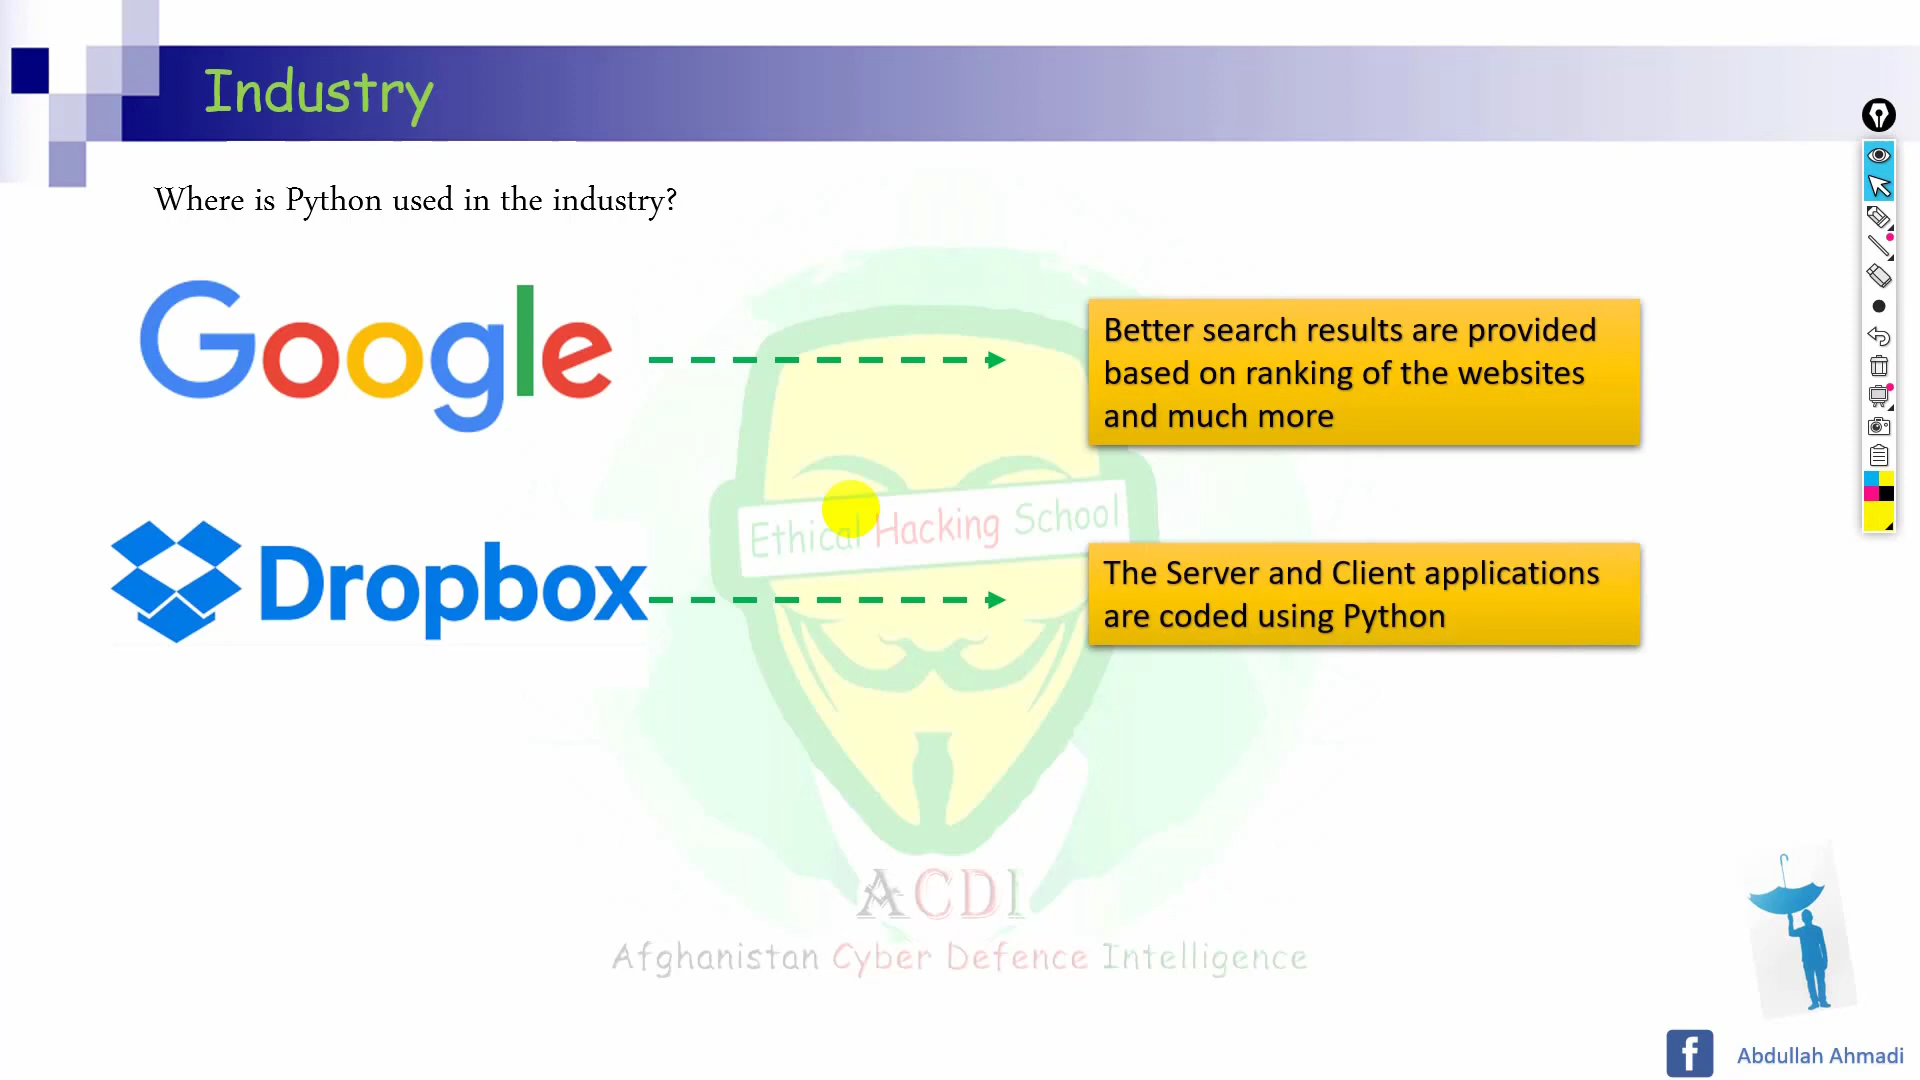 Industry
Where is Python used in the industry?
Google
Better search results are provided
based on ranking of the websites
and much more
Ethical Hacking School
Dropbox
The Server and Client applications
are coded using Python
ACDI
Afghanistan Cyber Defence Intelligence
f
Abdullah Ahmadi